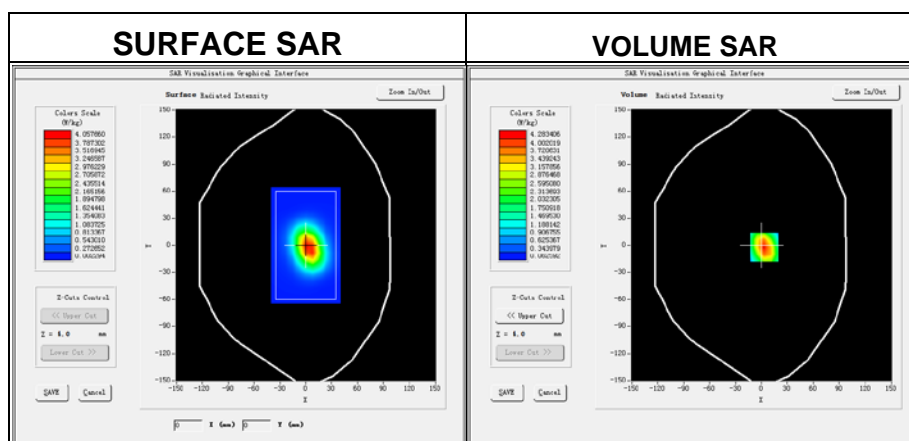 SURFACE SAR
VOLUME SAR
SAR Visualisation Graphical Interface
Surface Radiated Intensity
Zoom In/Out
Colors Scale
(W/kg)
4.057660
3.787302
3.516945
3.246587
2.976229
2.705872
2.435514
2.165156
1.894798
1.624441
1.354083
1.083725
0.813367
0.543010
0.272652
150
120
90
60
30
0
-30
-60
-90
-120
-150
Y
-150 -120 -90 -60 -30 0 30 60 90 120 150
X
Z-Cuts Control
<< Upper Cut
Z = 4.0 mm
Lower Cut >>
SAVE Cancel
0 X (mm) 0 Y (mm)
SAR Visualisation Graphical Interface
Volume Radiated Intensity
Zoom In/Out
Colors Scale
(W/kg)
4.283406
4.002019
3.720631
3.439243
3.157856
2.876468
2.595080
2.313693
2.032305
1.750918
1.469530
1.188142
0.906755
0.625367
0.343979
150
120
90
60
30
0
-30
-60
-90
-120
-150
Y
-150 -120 -90 -60 -30 0 30 60 90 120 150
X
Z-Cuts Control
<< Upper Cut
Z = 4.0 mm
Lower Cut >>
SAVE Cancel